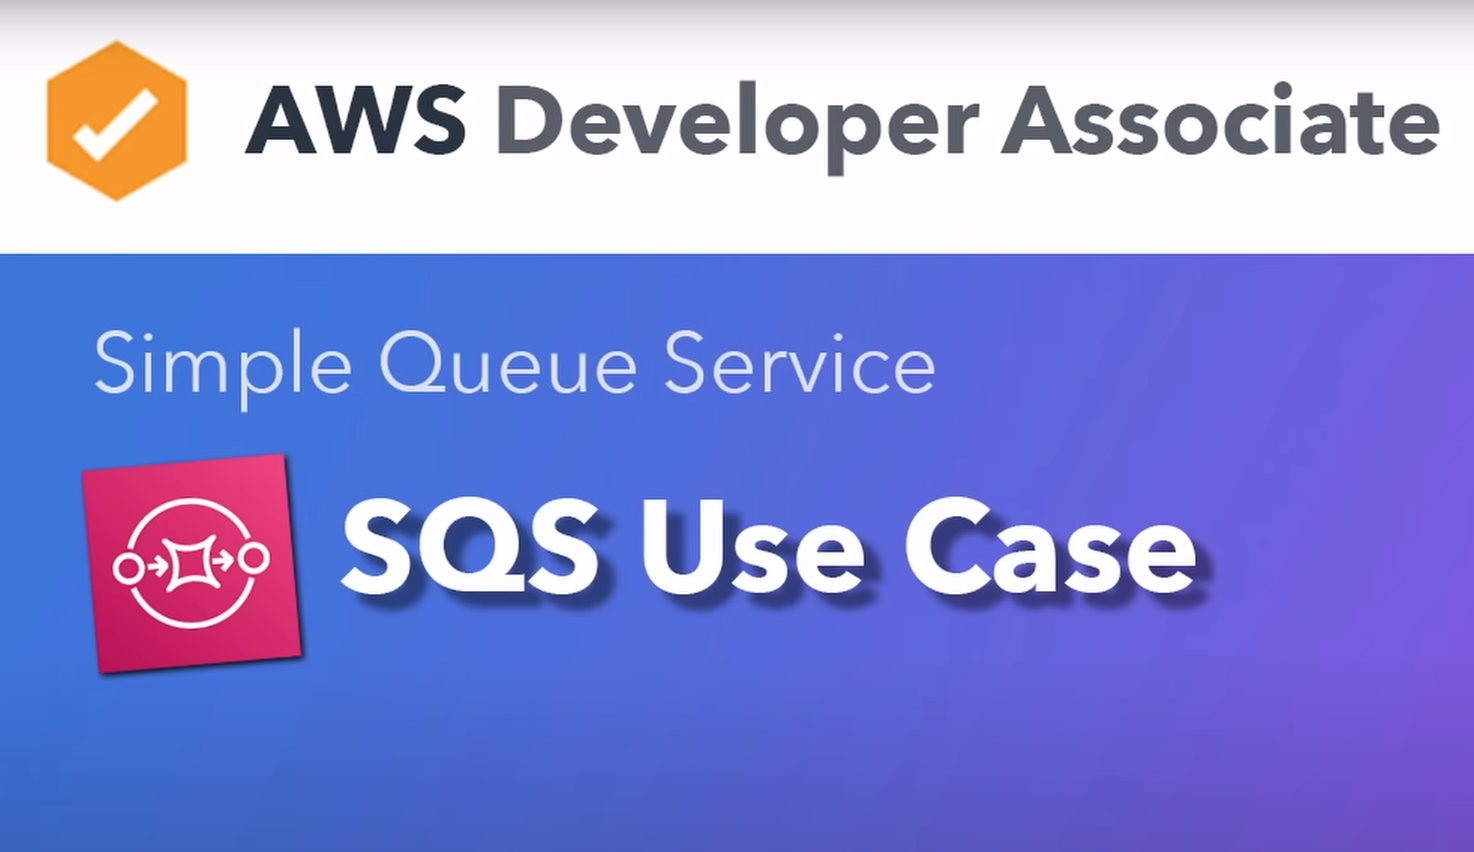 AWS Developer Associate
Simple Queue Service
SQS Use Case